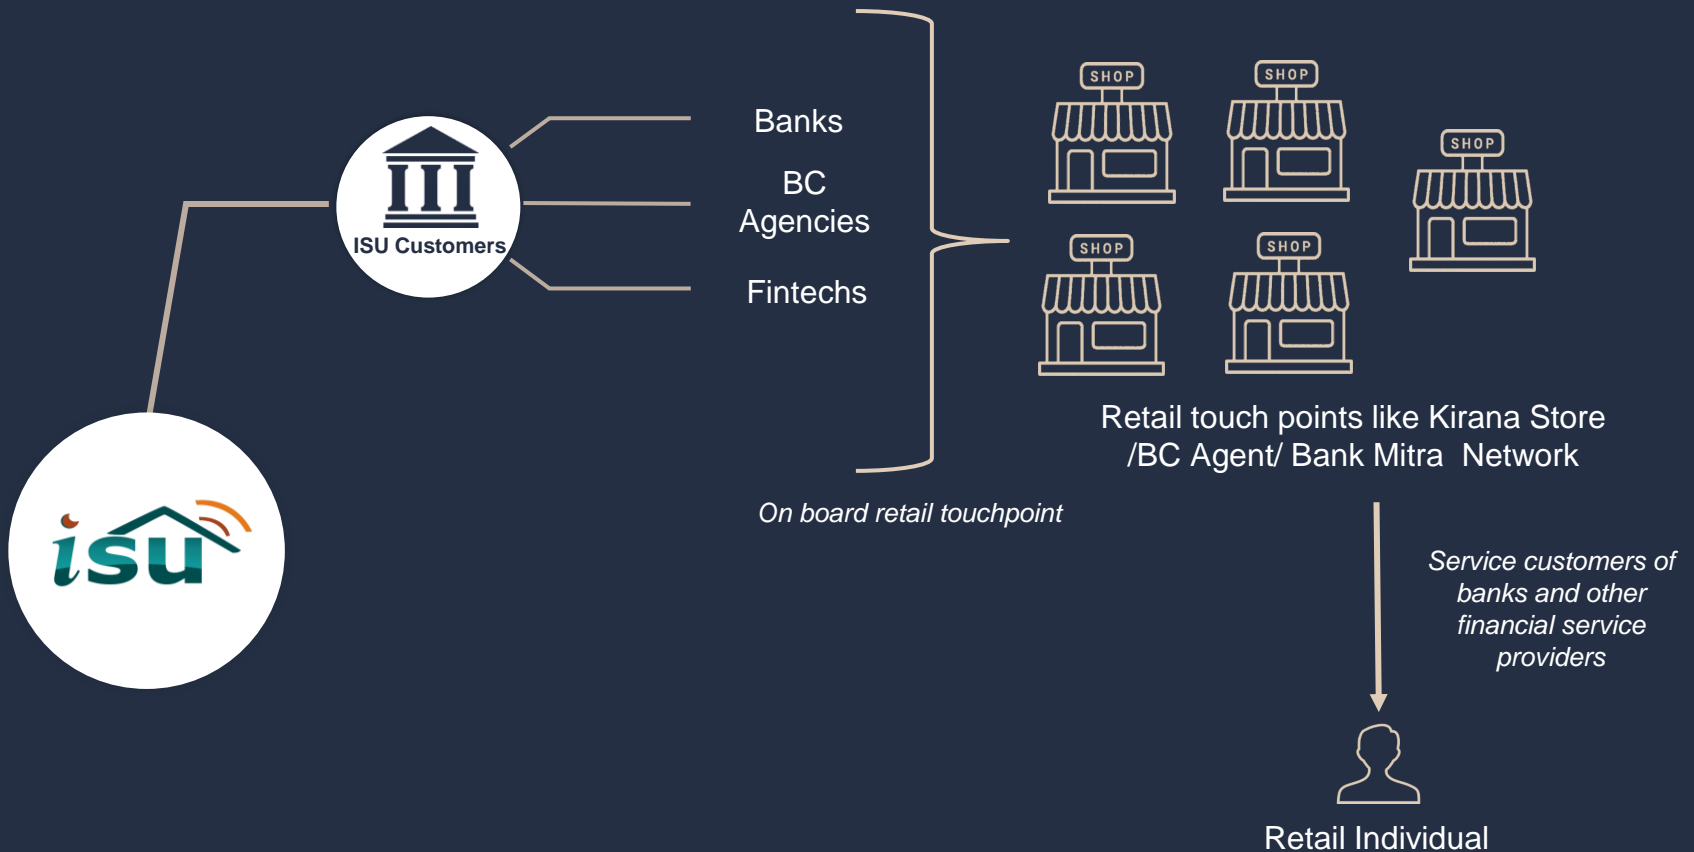 SHOP
SHOP
SHOP
SHOP
SHOP
Banks
BC
Agencies
Fintechs
ISU Customers
isu
On board retail touchpoint
Retail touch points like Kirana Store
/BC Agent/ Bank Mitra Network
Service customers of
banks and other
financial service
providers
Retail Individual